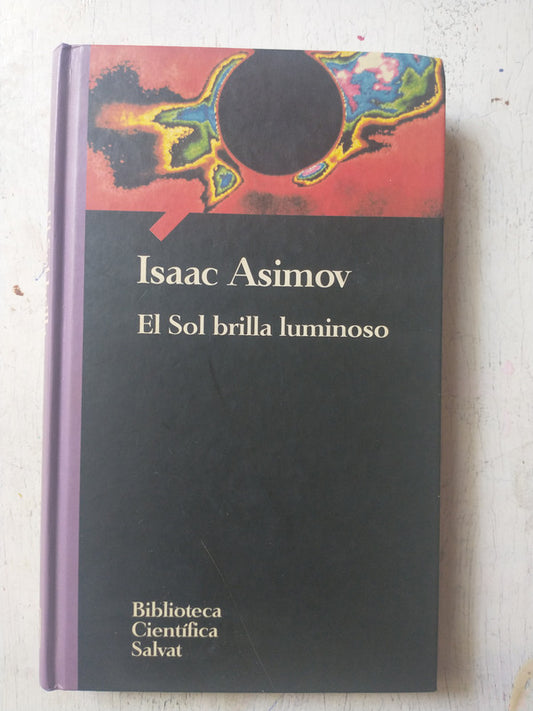 Isaac Asimov
El Sol brilla luminoso
Biblioteca
Científica
Salvat